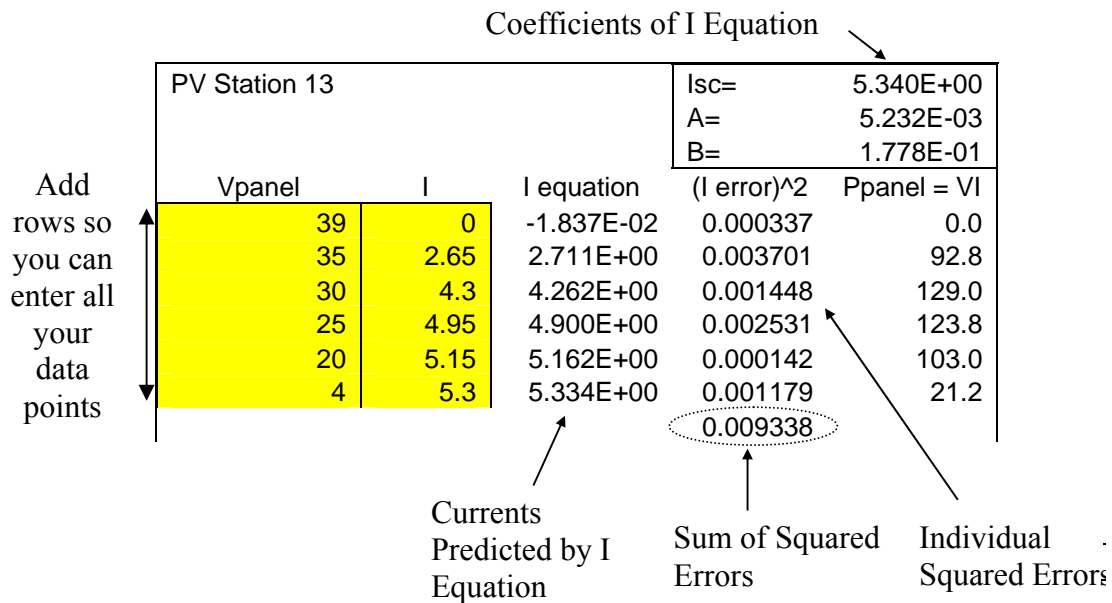 Coefficients of I Equation
PV Station 13
Isc= 5.340E+00
A= 5.232E-03
B= 1.778E-01
Add
rows so
you can
enter all
your
data
points
Vpanel I I equation (I error)^2 Ppanel = VI
39 0 -1.837E-02 0.000337 0.0
35 2.65 2.711E+00 0.003701 92.8
30 4.3 4.262E+00 0.001448 129.0
25 4.95 4.900E+00 0.002531 123.8
20 5.15 5.162E+00 0.000142 103.0
4 5.3 5.334E+00 0.001179 21.2
0.009338
Currents
Predicted by I
Equation
Sum of Squared
Errors
Individual
Squared Errors